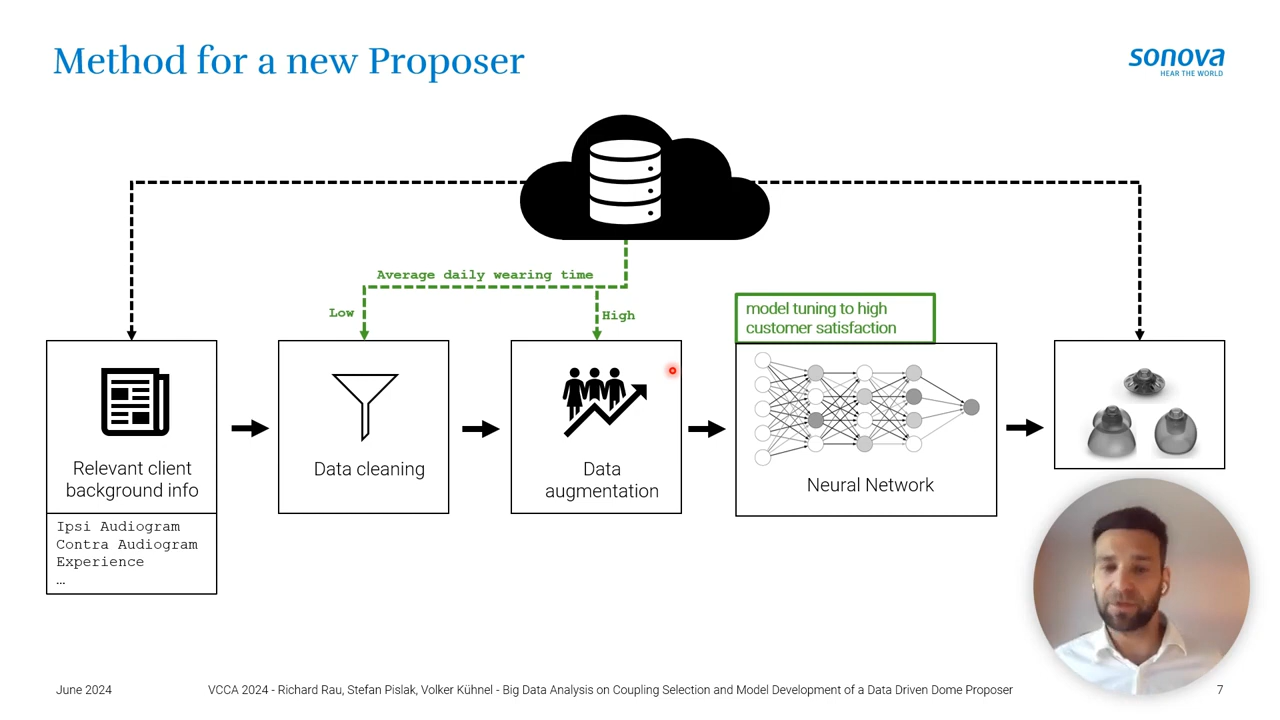 Method for a new Proposer
sonova
HEAR THE WORLD
Average daily wearing time
Low
High
model tuning to high
customer satisfaction
Relevant client
background info
Data cleaning
Data
augmentation
Neural Network
Ipsi Audiogram
Contra Audiogram
Experience
…
June 2024
VCCA 2024 - Richard Rau, Stefan Pislak, Volker Kühnel - Big Data Analysis on Coupling Selection and Model Development of a Data Driven Dome Proposer
7